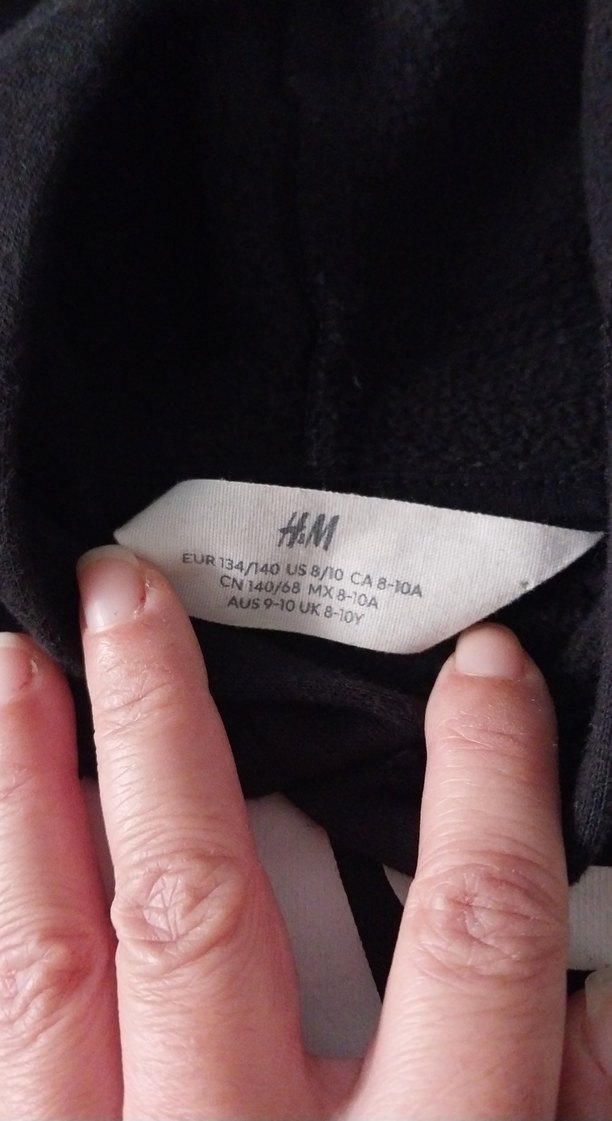 H&M
EUR 134/140 US 8/10 CA 8-10A
CN 140/68 MX 8-10A
AUS 9-10 UK 8-10Y